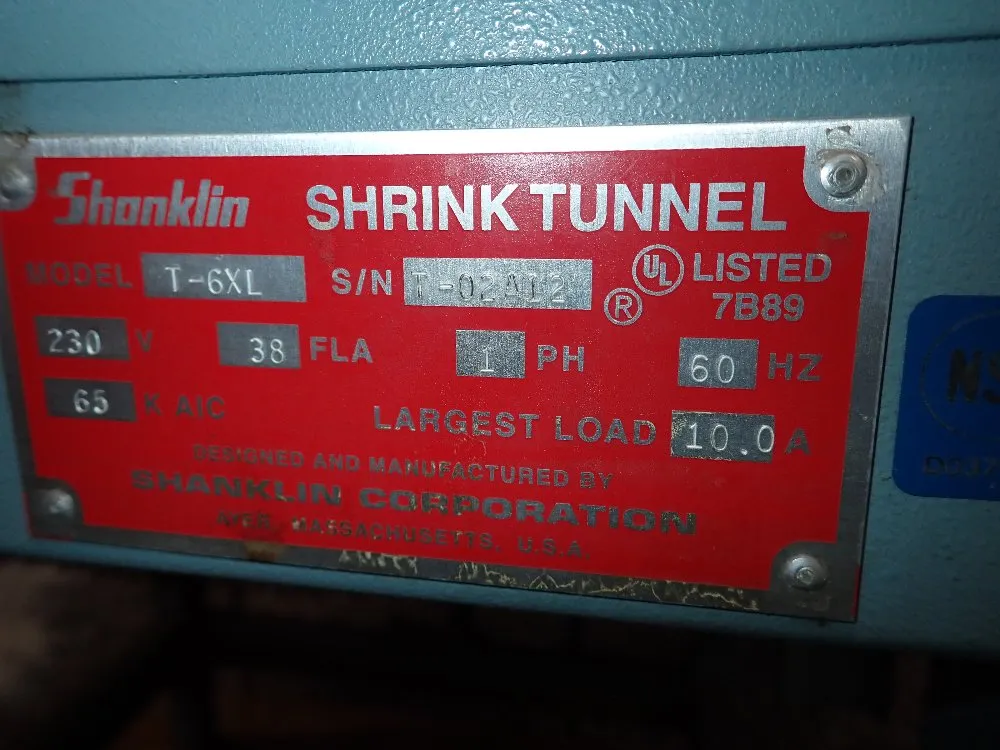 Shanklin SHRINK TUNNEL
MODEL T-6XL S/N T-02A12 ® UL LISTED 7B89
230 V 38 FLA 1 PH 60 HZ
65 K AIC
LARGEST LOAD 10.0 A
DESIGNED AND MANUFACTURED BY
SHANKLIN CORPORATION
AYER, MASSACHUSETTS, U.S.A.